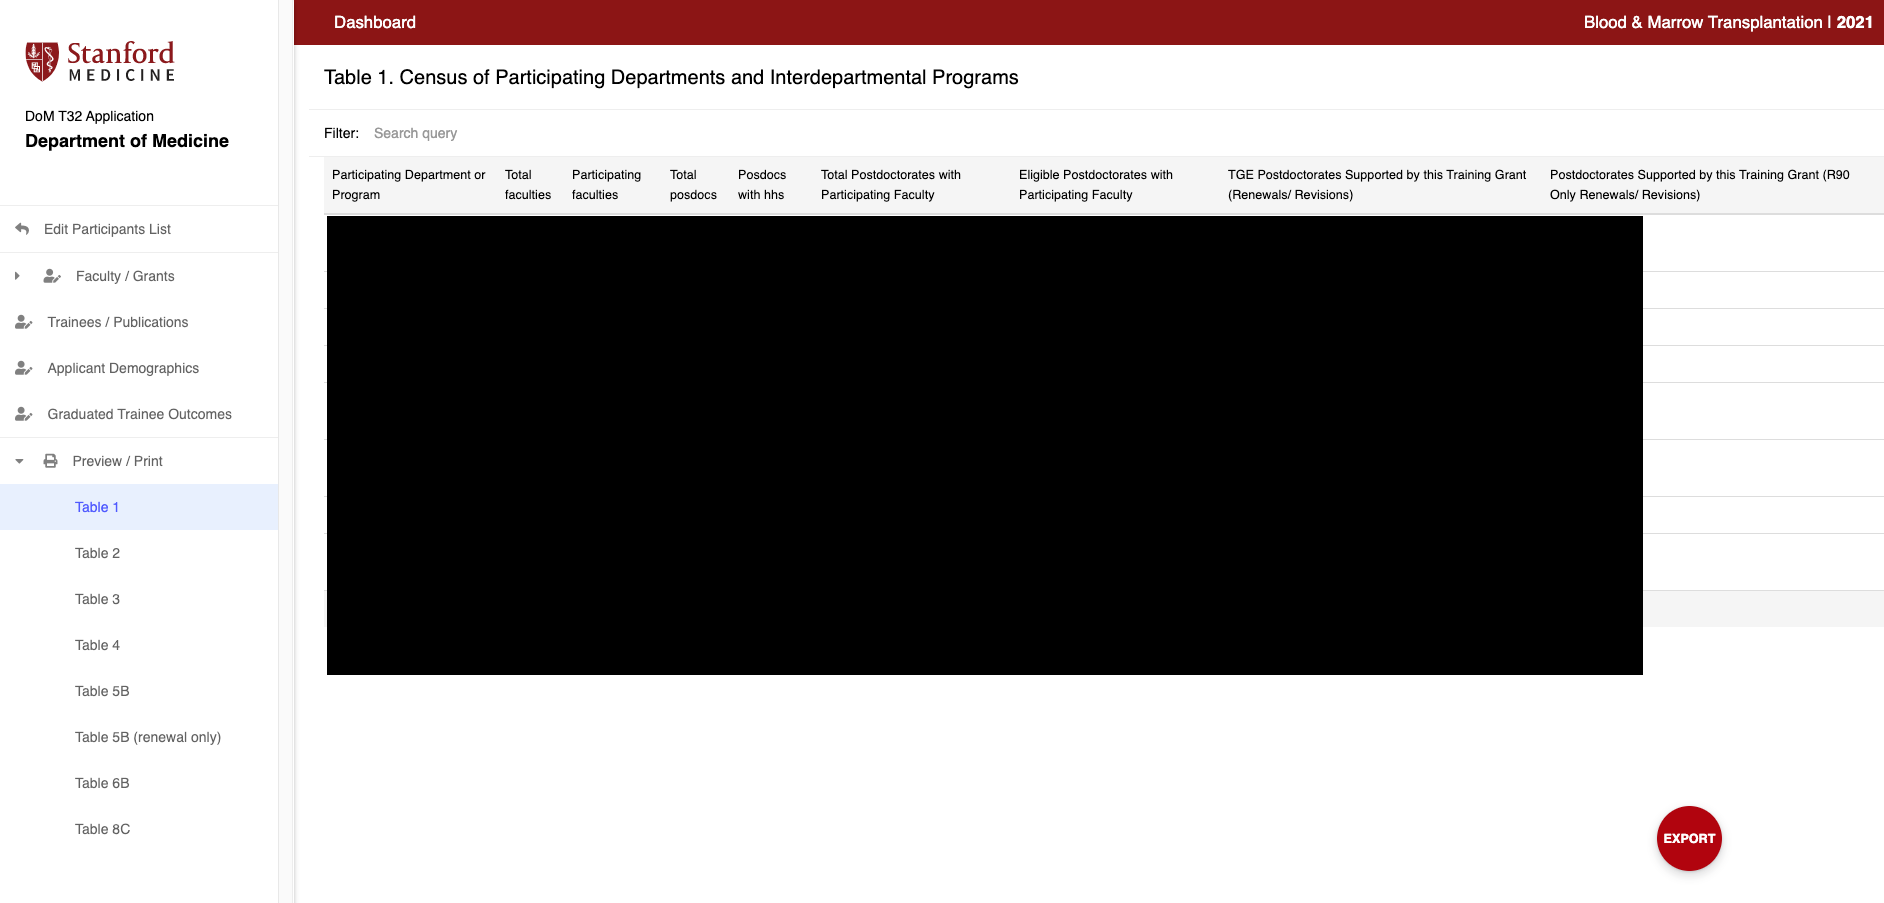 Stanford
MEDICINE
DoM T32 Application
Department of Medicine
Edit Participants List
Faculty / Grants
Trainees / Publications
Applicant Demographics
Graduated Trainee Outcomes
Preview / Print
Table 1
Table 2
Table 3
Table 4
Table 5B
Table 5B (renewal only)
Table 6B
Table 8C
Dashboard
Blood & Marrow Transplantation | 2021
Table 1. Census of Participating Departments and Interdepartmental Programs
Filter: Search query
Participating Department or
Program
Total
faculties
Participating
faculties
Total
posdocs
Posdocs
with hhs
Total Postdoctorates with
Participating Faculty
Eligible Postdoctorates with
Participating Faculty
TGE Postdoctorates Supported by this Training Grant
(Renewals/ Revisions)
Postdoctorates Supported by this Training Grant (R90
Only Renewals/ Revisions)
EXPORT